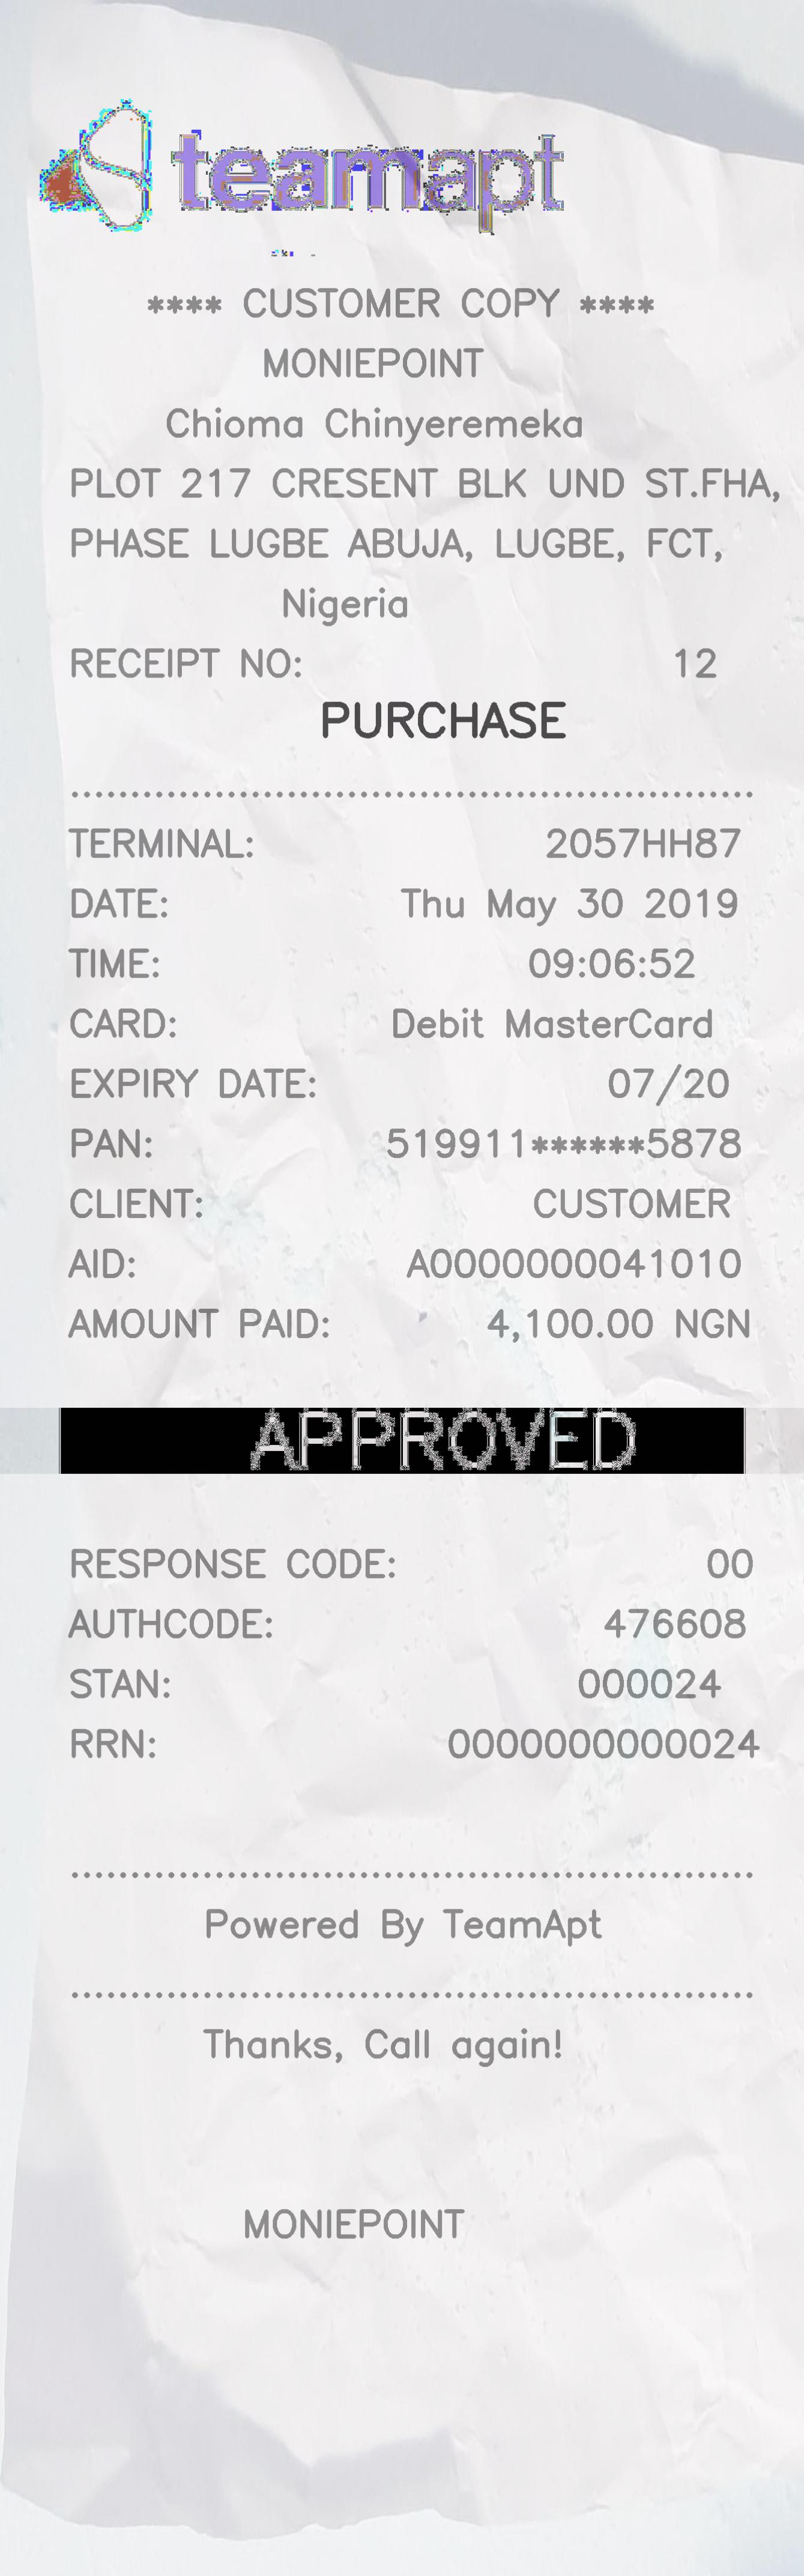 teamapt
**** CUSTOMER COPY ****
MONIEPOINT
Chioma Chinyeremeka
PLOT 217 CRESENT BLK UND ST.FHA,
PHASE LUGBE ABUJA, LUGBE, FCT,
Nigeria
RECEIPT NO: 12
PURCHASE
TERMINAL: 2057HH87
DATE: Thu May 30 2019
TIME: 09:06:52
CARD: Debit MasterCard
EXPIRY DATE: 07/20
PAN: 519911******5878
CLIENT: CUSTOMER
AID: A0000000041010
AMOUNT PAID: 4,100.00 NGN
APPROVED
RESPONSE CODE: 00
AUTHCODE: 476608
STAN: 000024
RRN: 0000000000024
Powered By TeamApt
Thanks, Call again!
MONIEPOINT